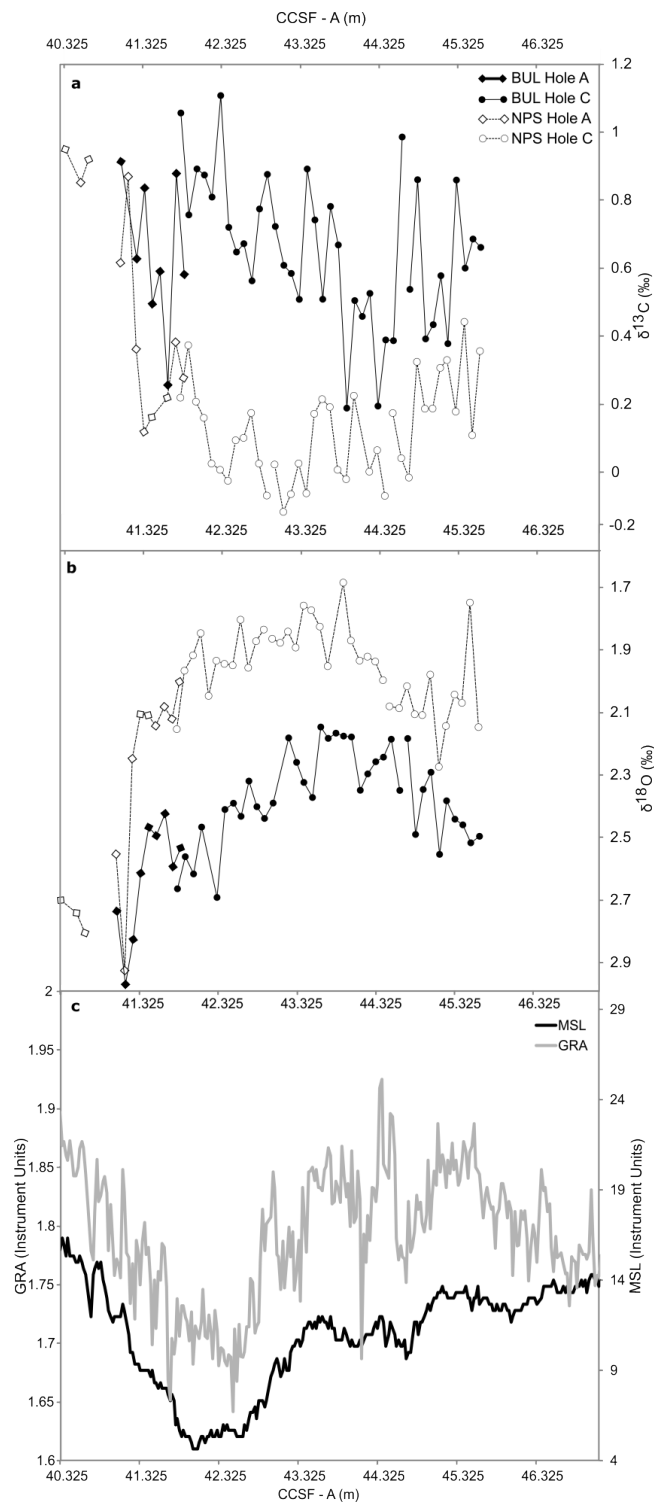 CCSF - A (m)
40.325 41.325 42.325 43.325 44.325 45.325 46.325
a
BUL Hole A
BUL Hole C
NPS Hole A
NPS Hole C
1.2
1
0.8
0.6
0.4
0.2
0
-0.2
δ13C (‰)
41.325 42.325 43.325 44.325 45.325 46.325
b
1.7
1.9
2.1
2.3
2.5
2.7
2.9
δ18O (‰)
41.325 42.325 43.325 44.325 45.325 46.325
c
MSL
GRA
2
1.95
1.9
1.85
1.8
1.75
1.7
1.65
1.6
GRA (Instrument Units)
29
24
19
14
9
4
MSL (Instrument Units)
40.325 41.325 42.325 43.325 44.325 45.325 46.325
CCSF - A (m)